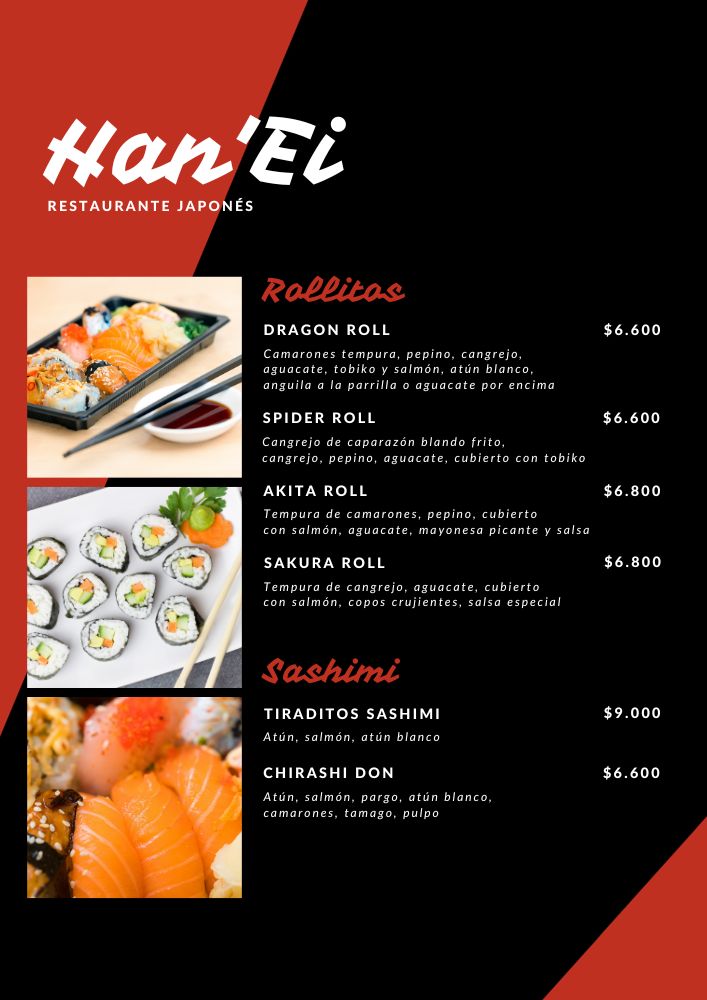 Han'Ei
RESTAURANTE JAPONÉS
Rollitos
DRAGON ROLL $6.600
Camarones tempura, pepino, cangrejo,
aguacate, tobiko y salmón, atún blanco,
anguila a la parrilla o aguacate por encima
SPIDER ROLL $6.600
Cangrejo de caparazón blando frito,
cangrejo, pepino, aguacate, cubierto con tobiko
AKITA ROLL $6.800
Tempura de camarones, pepino, cubierto
con salmón, aguacate, mayonesa picante y salsa
SAKURA ROLL $6.800
Tempura de cangrejo, aguacate, cubierto
con salmón, copos crujientes, salsa especial
Sashimi
TIRADITOS SASHIMI $9.000
Atún, salmón, atún blanco
CHIRASHI DON $6.600
Atún, salmón, pargo, atún blanco,
camarones, tamago, pulpo